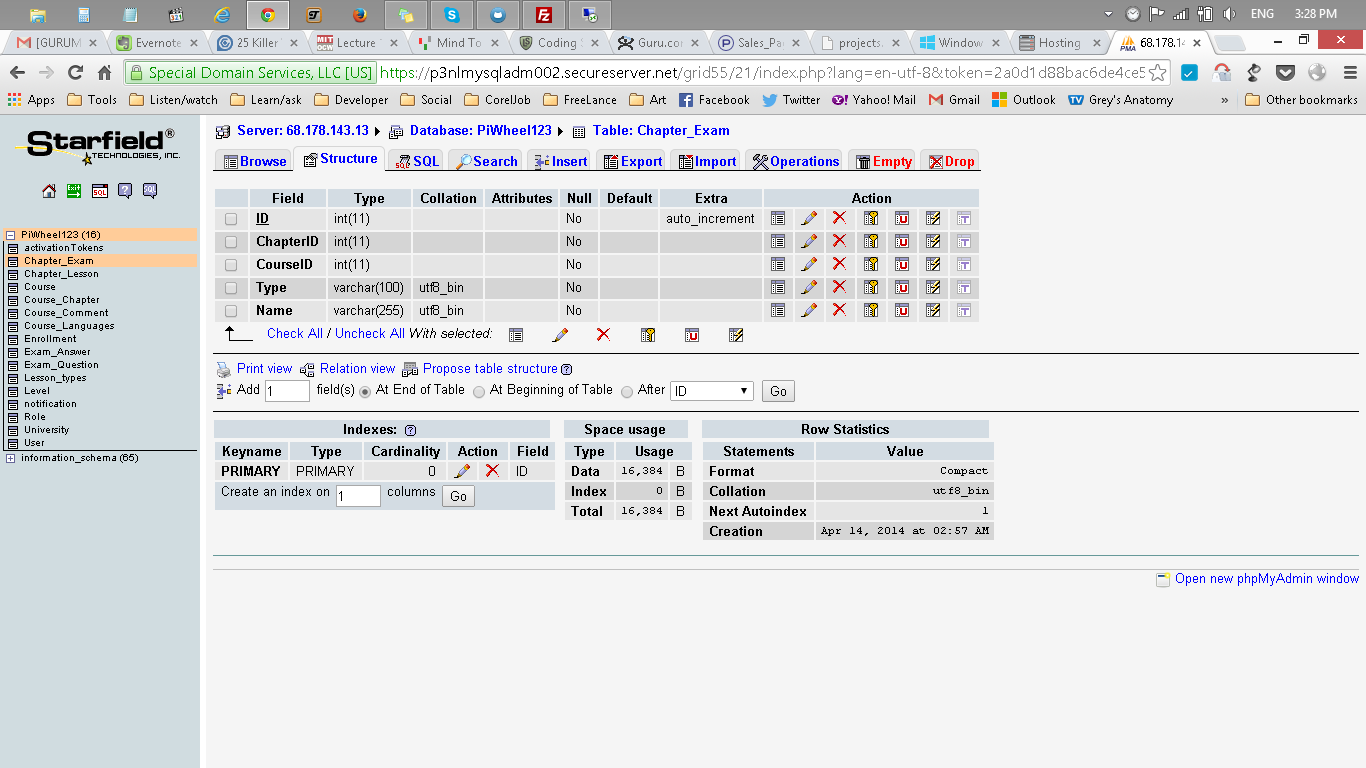 ENG 3:28 PM
[GURUM
Evernote
25 Killer
Lecture
Mind To
Coding
Guru.co
Sales_Pa
projects.
Window
Hosting
68.178.14
Special Domain Services, LLC [US] https://p3nlmysqladm002.secureserver.net/grid55/21/index.php?lang=en-utf-8&token=2a0d1d88bac6de4ce5
Apps Tools Listen/watch Learn/ask Developer Social CorelJob FreeLance Art Facebook Twitter Yahoo! Mail Gmail Outlook Grey's Anatomy » Other bookmarks
Starfield®
TECHNOLOGIES, INC.
PiWheel123 (16)
activationTokens
Chapter_Exam
Chapter_Lesson
Course
Course_Chapter
Course_Comment
Course_Languages
Enrollment
Exam_Answer
Exam_Question
Lesson_types
Level
notification
Role
University
User
information_schema (65)
Server: 68.178.143.13 Database: PiWheel123 Table: Chapter_Exam
Browse Structure SQL Search Insert Export Import Operations Empty Drop
Field Type Collation Attributes Null Default Extra Action
ID int(11) No auto_increment
ChapterID int(11) No
CourseID int(11) No
Type varchar(100) utf8_bin No
Name varchar(255) utf8_bin No
Check All / Uncheck All With selected:
Print view Relation view Propose table structure
Add 1 field(s) At End of Table At Beginning of Table After ID Go
Indexes:
Keyname Type Cardinality Action Field
PRIMARY PRIMARY 0 ID
Create an index on 1 columns Go
Space usage
Type Usage
Data 16,384 B
Index 0 B
Total 16,384 B
Row Statistics
Statements Value
Format Compact
Collation utf8_bin
Next Autoindex 1
Creation Apr 14, 2014 at 02:57 AM
Open new phpMyAdmin window